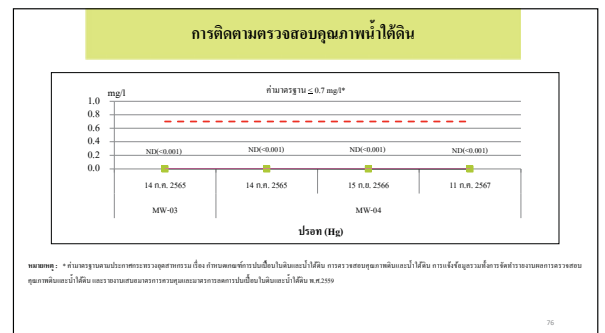 การติดตามตรวจสอบคุณภาพน้ำใต้ดิน
mg/l
ค่ามาตรฐาน ≤ 0.7 mg/l*
1.0
0.8
0.6
0.4
0.2
0.0
ND(<0.001) ND(<0.001) ND(<0.001) ND(<0.001)
14 ก.ค. 2565 14 ก.ค. 2565 15 ก.ย. 2566 11 ก.ค. 2567
MW-03 MW-04
ปรอท (Hg)
หมายเหตุ : * ค่ามาตรฐานตามประกาศกระทรวงอุตสาหกรรม เรื่อง กำหนดเกณฑ์การปนเปื้อนในดินและน้ำใต้ดิน การตรวจสอบคุณภาพดินและน้ำใต้ดิน การแจ้งข้อมูลรวมทั้งการจัดทำรายงานผลการตรวจสอบ
คุณภาพดินและน้ำใต้ดิน และรายงานเสนอมาตรการควบคุมและมาตรการลดการปนเปื้อนในดินและน้ำใต้ดิน พ.ศ.2559
76